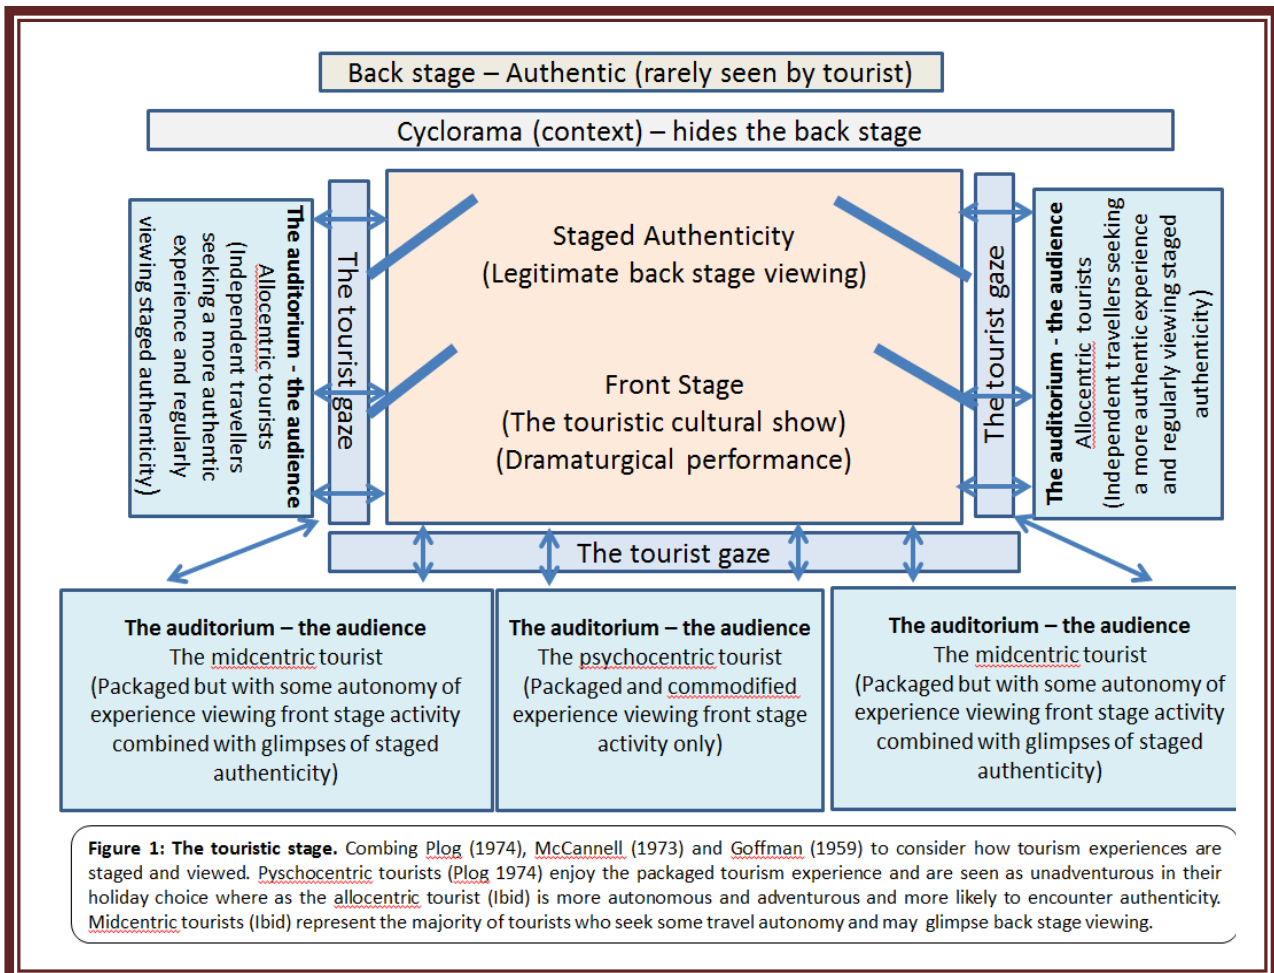 Back stage – Authentic (rarely seen by tourist)
Cyclorama (context) – hides the back stage
The auditorium - the audience
Allocentric tourists
(Independent travellers
seeking a more authentic
experience and regularly
viewing staged authenticity)
The tourist gaze
Staged Authenticity
(Legitimate back stage viewing)
Front Stage
(The touristic cultural show)
(Dramaturgical performance)
The tourist gaze
The auditorium - the audience
Allocentric tourists
(Independent travellers seeking
a more authentic experience
and regularly viewing staged
authenticity)
The tourist gaze
The auditorium – the audience
The midcentric tourist
(Packaged but with some autonomy of
experience viewing front stage activity
combined with glimpses of staged
authenticity)
The auditorium – the audience
The psychocentric tourist
(Packaged and commodified
experience viewing front stage
activity only)
The auditorium – the audience
The midcentric tourist
(Packaged but with some autonomy of
experience viewing front stage activity
combined with glimpses of staged
authenticity)
Figure 1: The touristic stage. Combing Plog (1974), McCannell (1973) and Goffman (1959) to consider how tourism experiences are
staged and viewed. Pyschocentric tourists (Plog 1974) enjoy the packaged tourism experience and are seen as unadventurous in their
holiday choice where as the allocentric tourist (Ibid) is more autonomous and adventurous and more likely to encounter authenticity.
Midcentric tourists (Ibid) represent the majority of tourists who seek some travel autonomy and may glimpse back stage viewing.